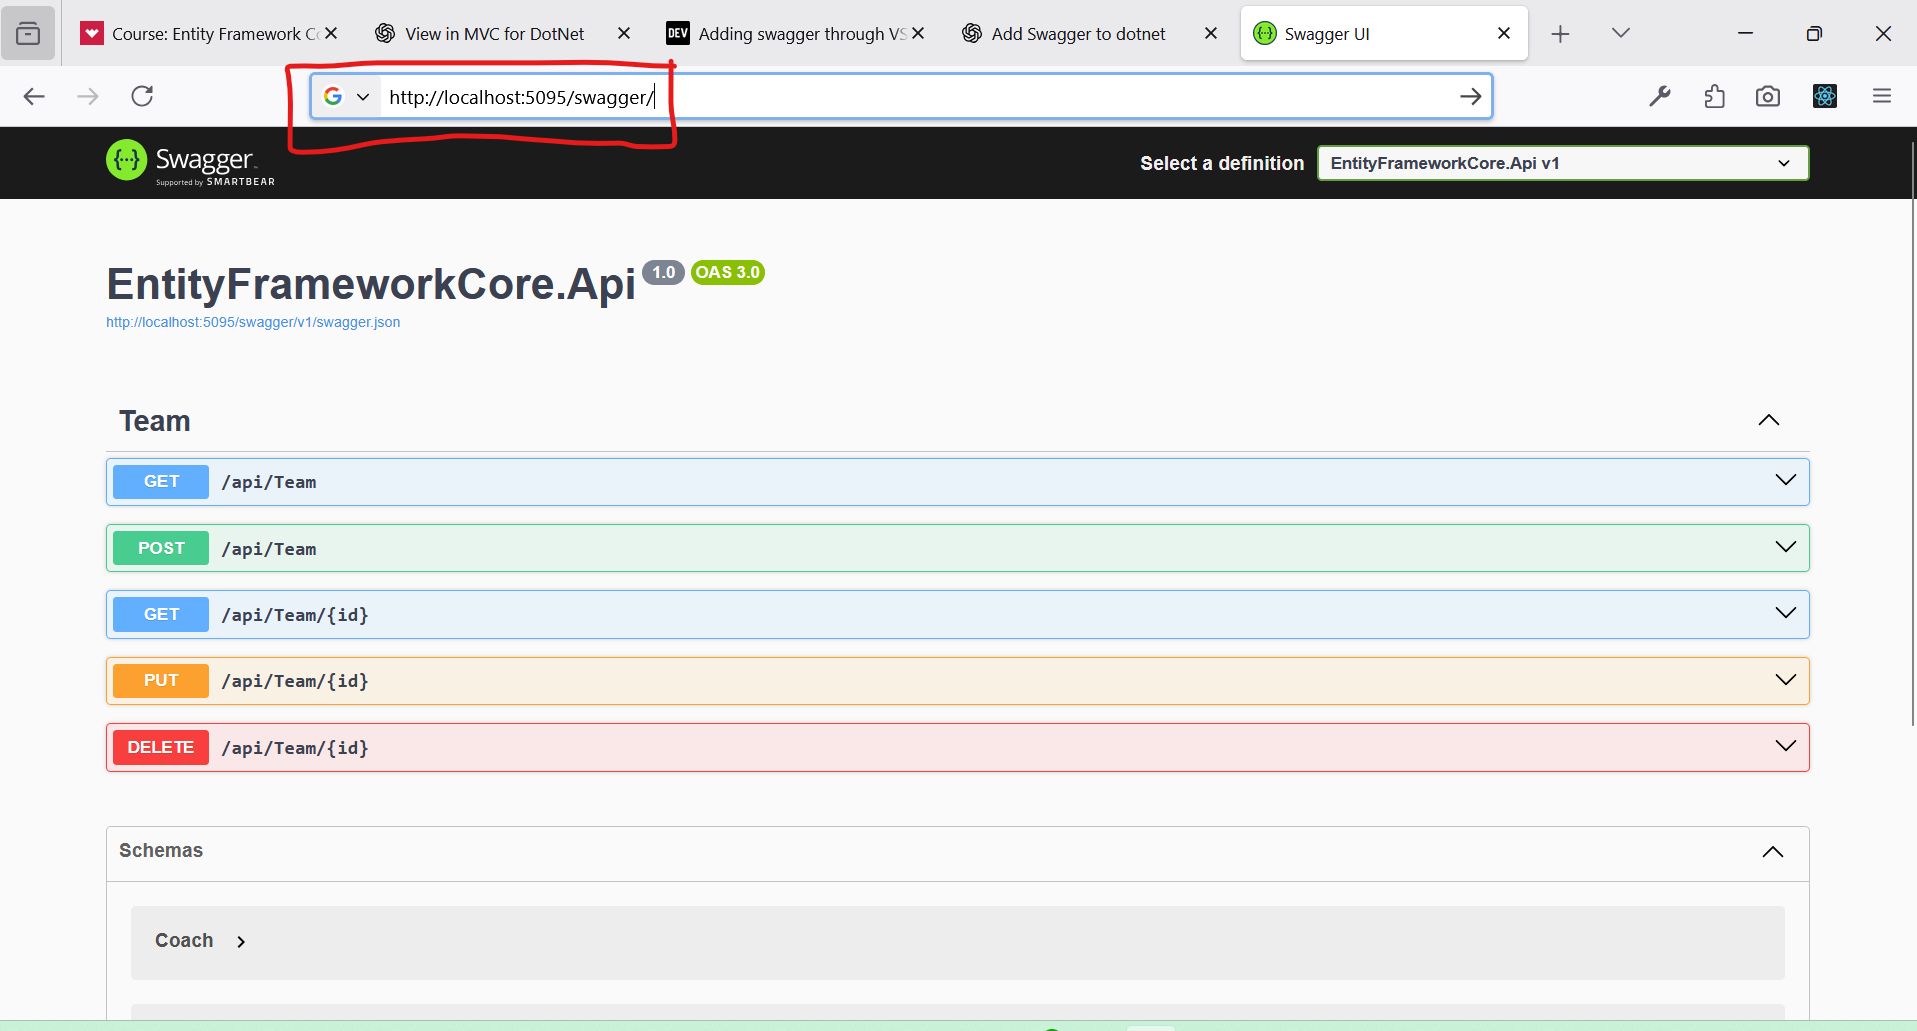 Course: Entity Framework C
View in MVC for DotNet
DEV
Adding swagger through VS
Add Swagger to dotnet
Swagger UI
http://localhost:5095/swagger/
Swagger
Supported by SMARTBEAR
Select a definition
EntityFrameworkCore.Api v1
EntityFrameworkCore.Api 1.0 OAS 3.0
http://localhost:5095/swagger/v1/swagger.json
Team
GET /api/Team
POST /api/Team
GET /api/Team/{id}
PUT /api/Team/{id}
DELETE /api/Team/{id}
Schemas
Coach